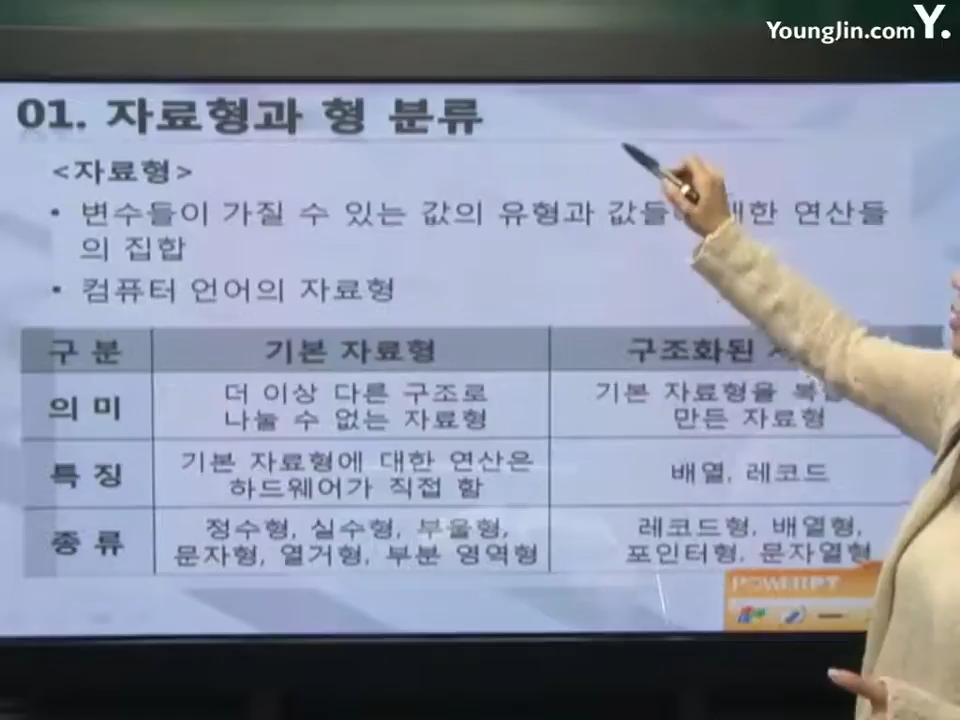 YoungJin.com Y.
01. 자료형과 형 분류
<자료형>
• 변수들이 가질 수 있는 값의 유형과 값들 대한 연산들
의 집합
• 컴퓨터 언어의 자료형
구 분 기본 자료형 구조화된
의 미 더 이상 다른 구조로
나눌 수 없는 자료형
기본 자료형을
만든 자료형
특 징 기본 자료형에 대한 연산은
하드웨어가 직접 함
배열, 레코드
종 류 정수형, 실수형, 부울형,
문자형, 열거형, 부분 영역형
레코드형, 배열형,
포인터형, 문자열형
POWERPT